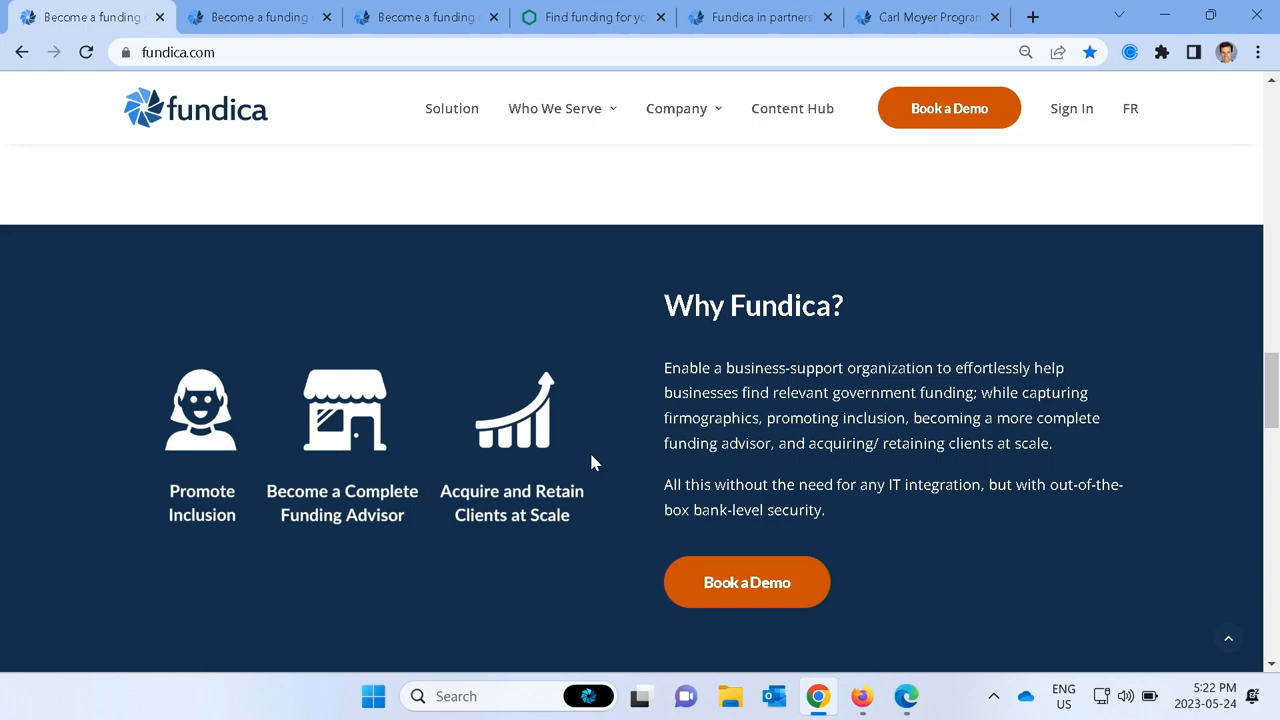 Become a funding
Become a funding
Become a funding
Find funding for yo
Fundica in partners
Carl Moyer Program
fundica.com
fundica
Solution
Who We Serve
Company
Content Hub
Book a Demo
Sign In
FR
Why Fundica?
Enable a business-support organization to effortlessly help
businesses find relevant government funding; while capturing
firmographics, promoting inclusion, becoming a more complete
funding advisor, and acquiring/ retaining clients at scale.
All this without the need for any IT integration, but with out-of-the-
box bank-level security.
Book a Demo
Promote
Inclusion
Become a Complete
Funding Advisor
Acquire and Retain
Clients at Scale
Search
ENG
US
5:22 PM
2023-05-24